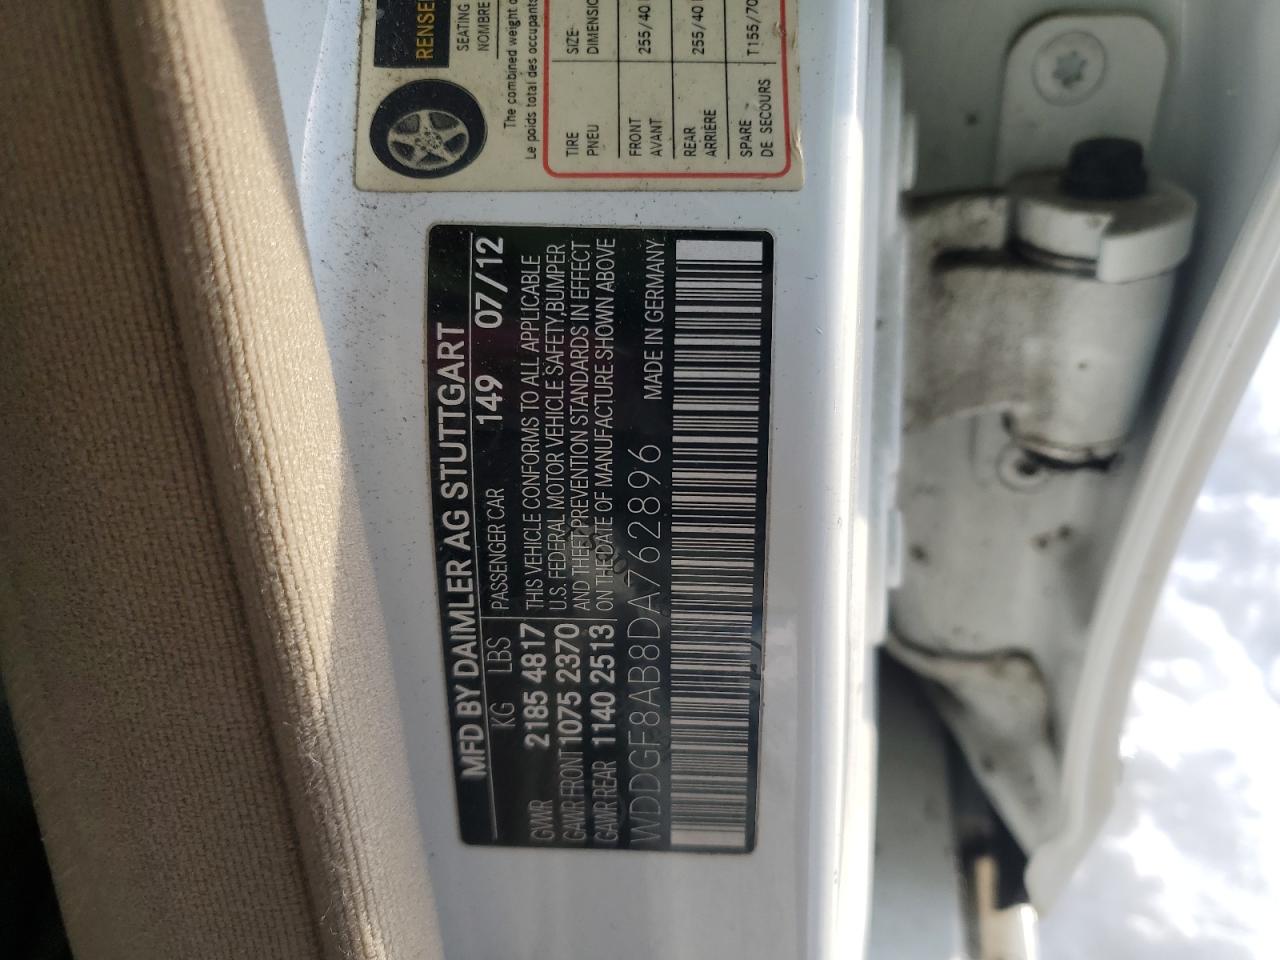 MFD BY DAIMLER AG STUTTGART
KG LBS PASSENGER CAR 149 07/12
GVWR 2185 4817
GAWR FRONT 1075 2370
GAWR REAR 1140 2513
THIS VEHICLE CONFORMS TO ALL APPLICABLE
U.S. FEDERAL MOTOR VEHICLE SAFETY, BUMPER
AND THEFT PREVENTION STANDARDS IN EFFECT
ON THE DATE OF MANUFACTURE SHOWN ABOVE
WDDGF8AB8DA762896 MADE IN GERMANY
SEATING
NOMBRE
The combined weight
Le poids total des occupants
TIRE SIZE
PNEU
FRONT 255/40
AVANT
REAR 255/40
ARRIÈRE
SPARE T155/70
DE SECOURS